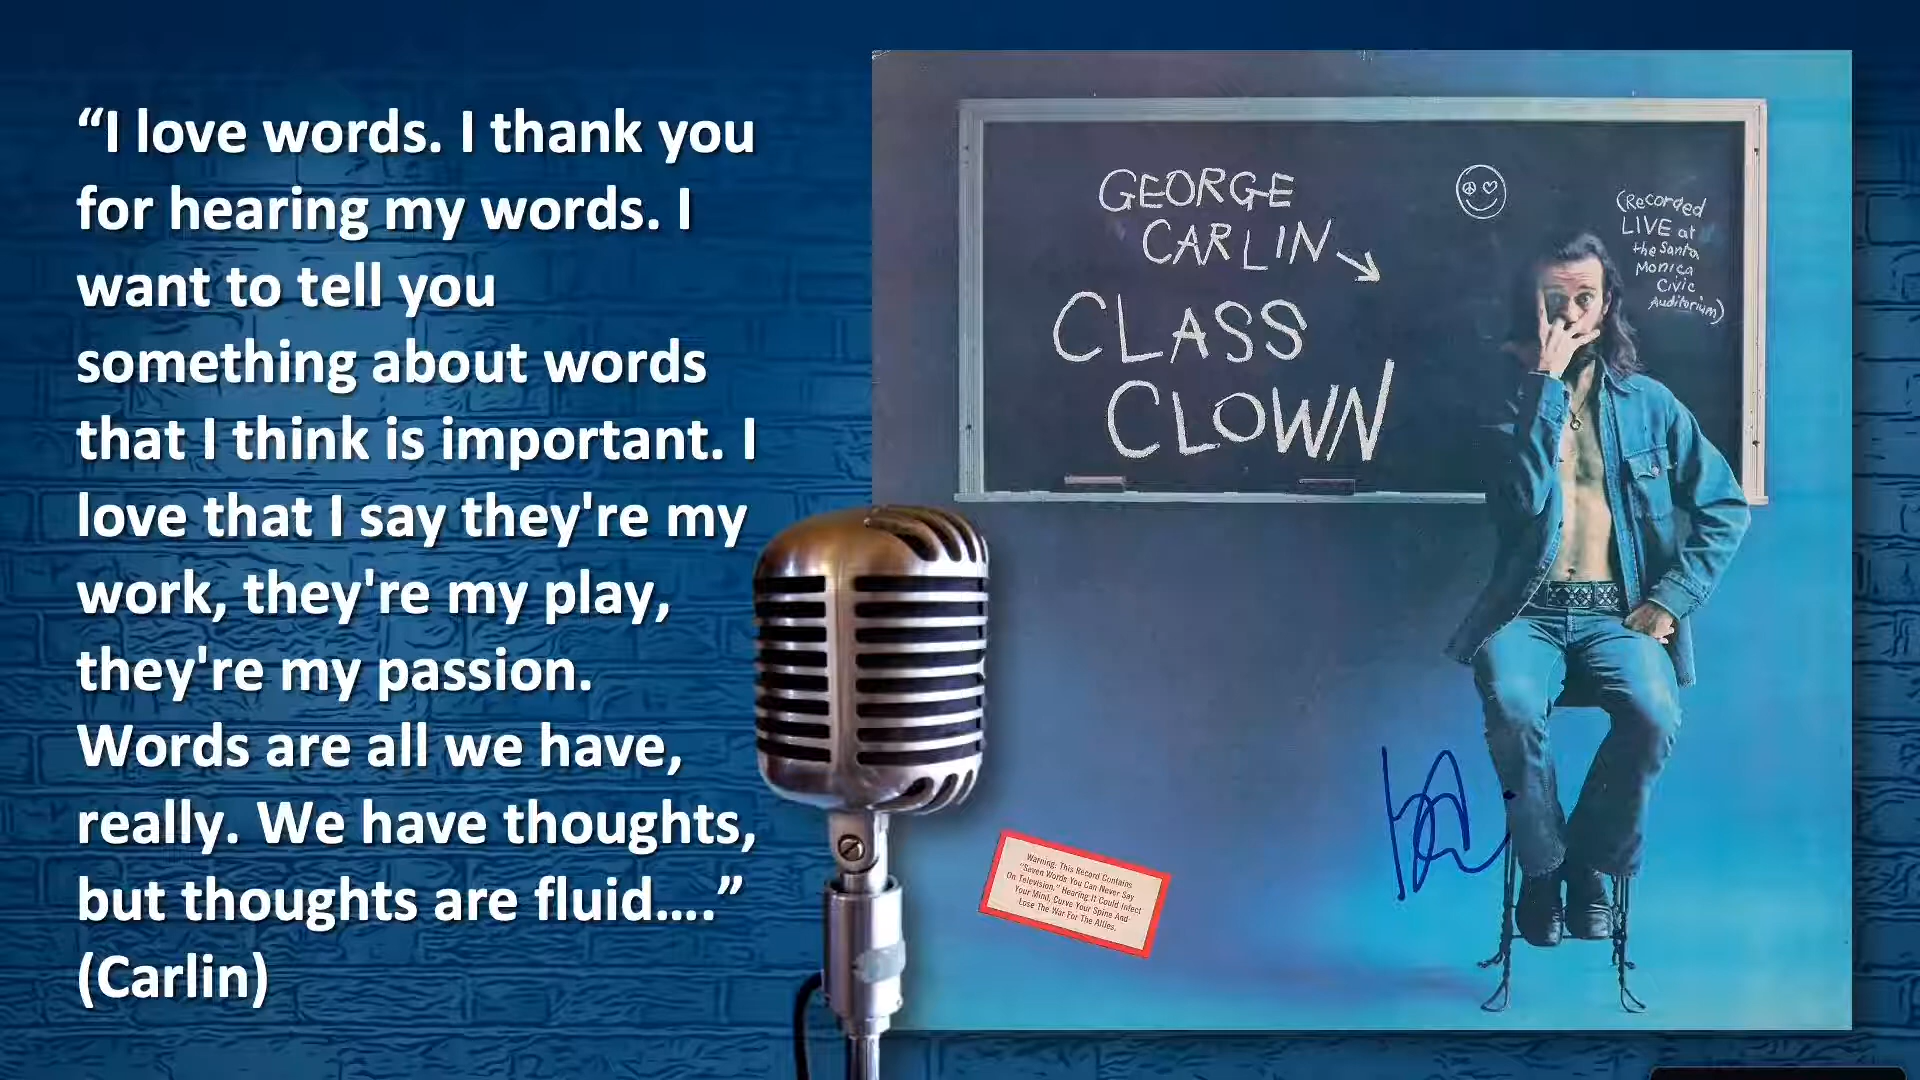 “I love words. I thank you
for hearing my words. I
want to tell you
something about words
that I think is important. I
love that I say they're my
work, they're my play,
they're my passion.
Words are all we have,
really. We have thoughts,
but thoughts are fluid....”
(Carlin)
GEORGE
CARLIN
CLASS
CLOWN
(Recorded
LIVE at
the Santa
Monica
Civic
Auditorium)
Warning: This Record Contains
"Seven Words You Can Never Say
On Television." Hearing It Could Infect
Your Mind, Curve Your Spine And
Lose The War For The Allies.